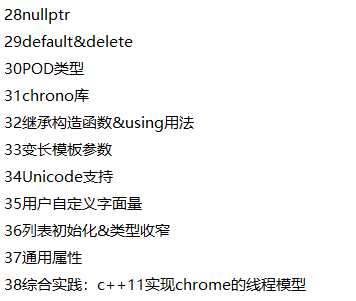 28nullptr
29default&delete
30POD类型
31chrono库
32继承构造函数&using用法
33变长模板参数
34Unicode支持
35用户自定义字面量
36列表初始化&类型收窄
37通用属性
38综合实践：c++11实现chrome的线程模型